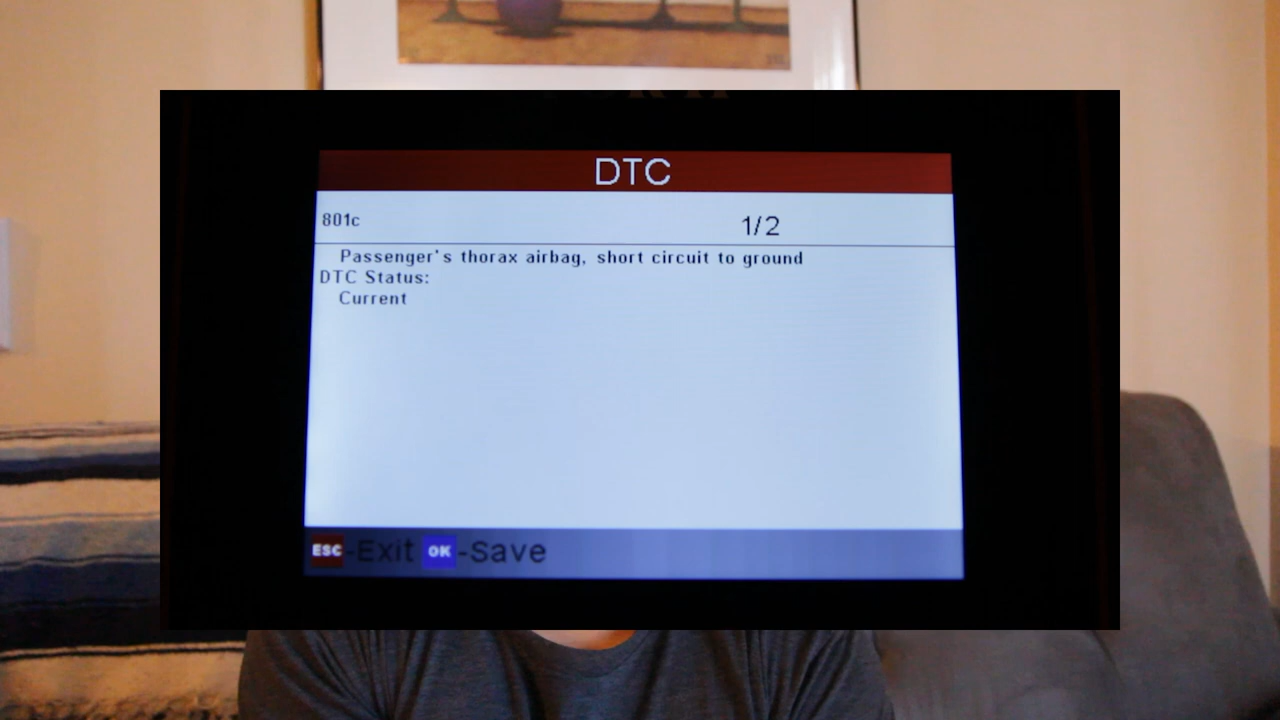 DTC
801c 1/2
Passenger's thorax airbag, short circuit to ground
DTC Status:
Current
ESC-Exit OK-Save